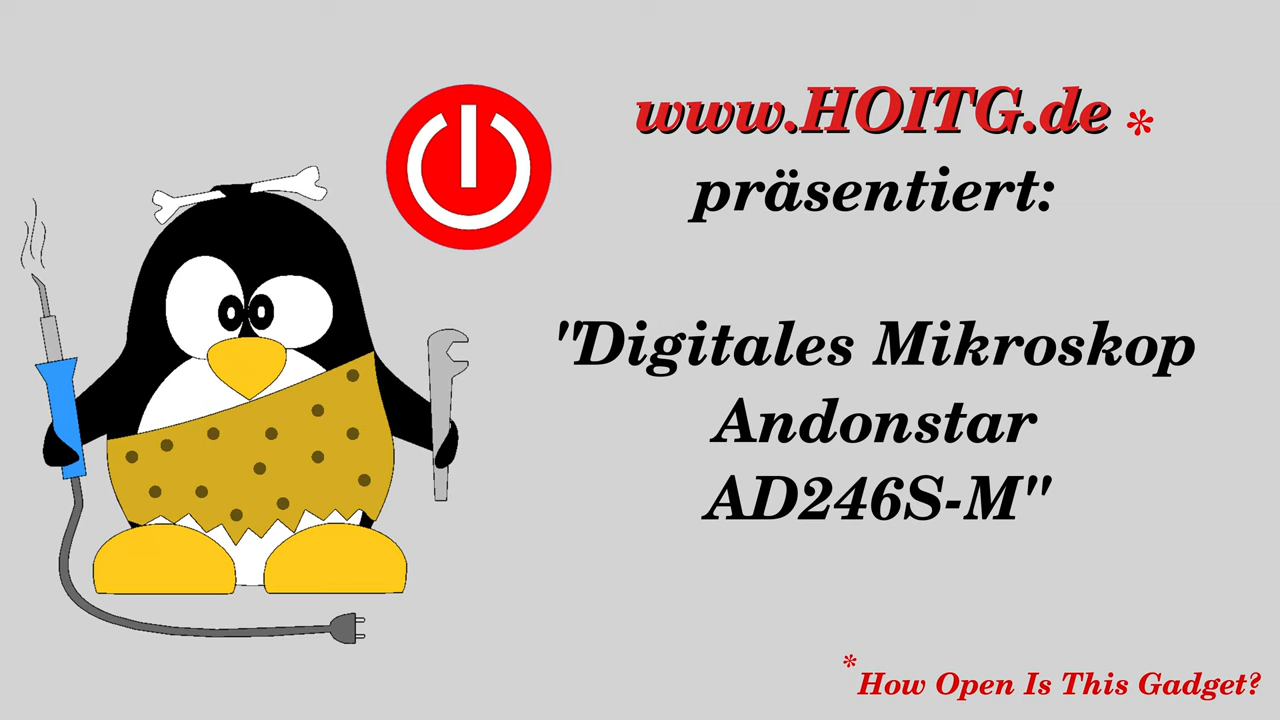 www.HOITG.de *
präsentiert:
"Digitales Mikroskop
Andonstar
AD246S-M"
*How Open Is This Gadget?